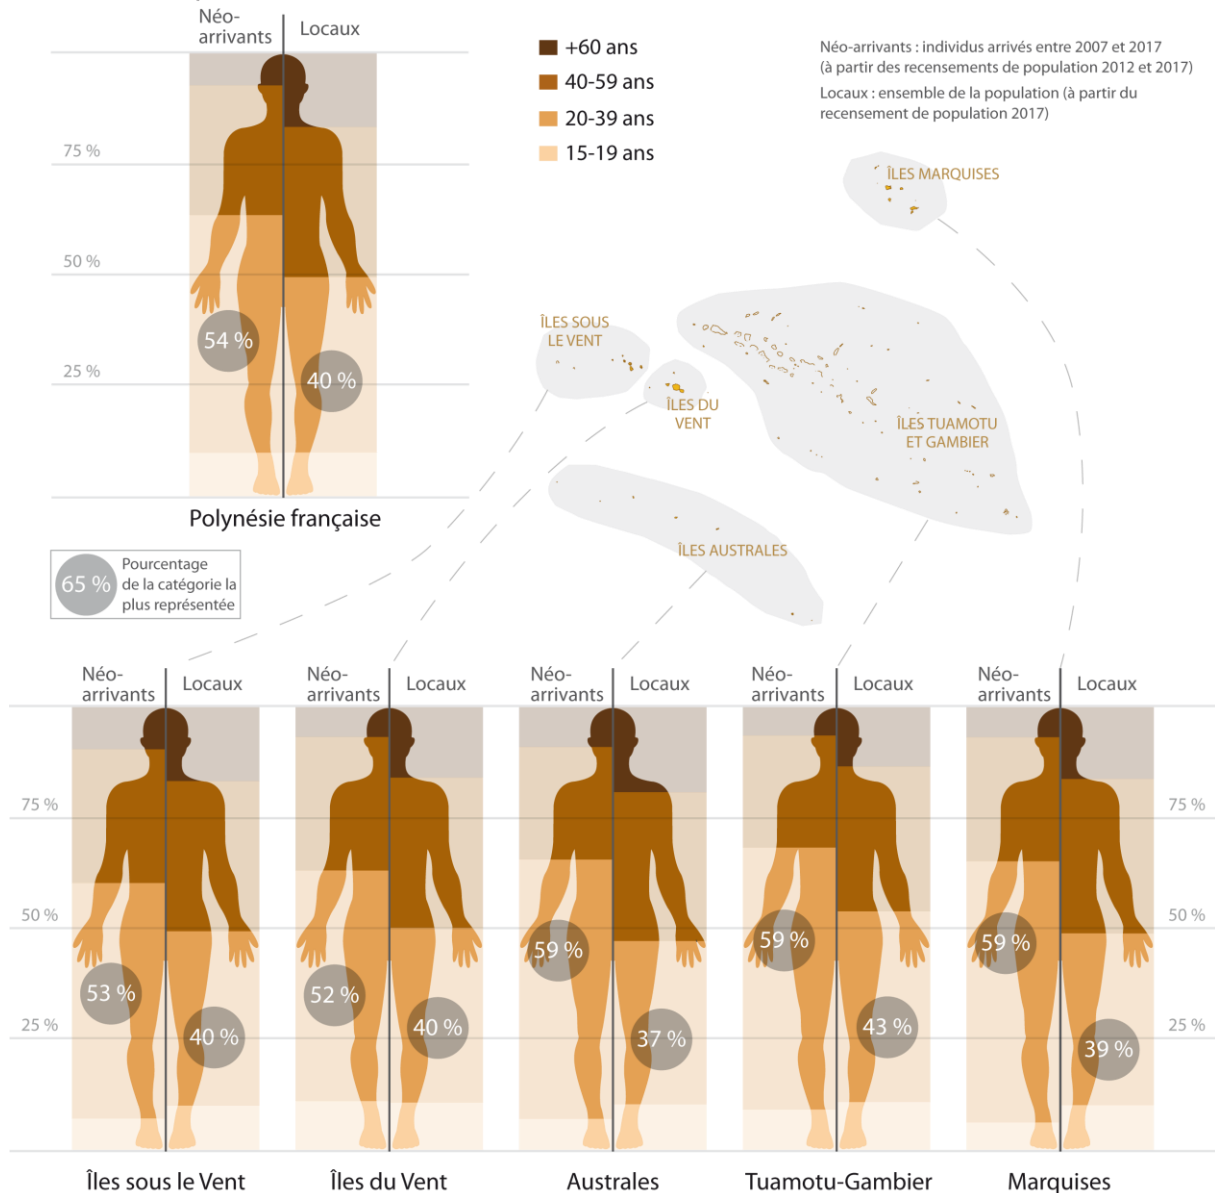 Néo-
arrivants
Locaux
+60 ans
40-59 ans
20-39 ans
15-19 ans
Néo-arrivants : individus arrivés entre 2007 et 2017
(à partir des recensements de population 2012 et 2017)
Locaux : ensemble de la population (à partir du
recensement de population 2017)
75 %
50 %
25 %
54 %
40 %
Polynésie française
65 %
Pourcentage
de la catégorie la
plus représentée
ÎLES MARQUISES
ÎLES SOUS
LE VENT
ÎLES DU
VENT
ÎLES TUAMOTU
ET GAMBIER
ÎLES AUSTRALES
Néo-
arrivants
Locaux
Néo-
arrivants
Locaux
Néo-
arrivants
Locaux
Néo-
arrivants
Locaux
Néo-
arrivants
Locaux
75 %
75 %
50 %
50 %
25 %
25 %
53 %
40 %
52 %
40 %
59 %
37 %
59 %
43 %
59 %
39 %
Îles sous le Vent
Îles du Vent
Australes
Tuamotu-Gambier
Marquises